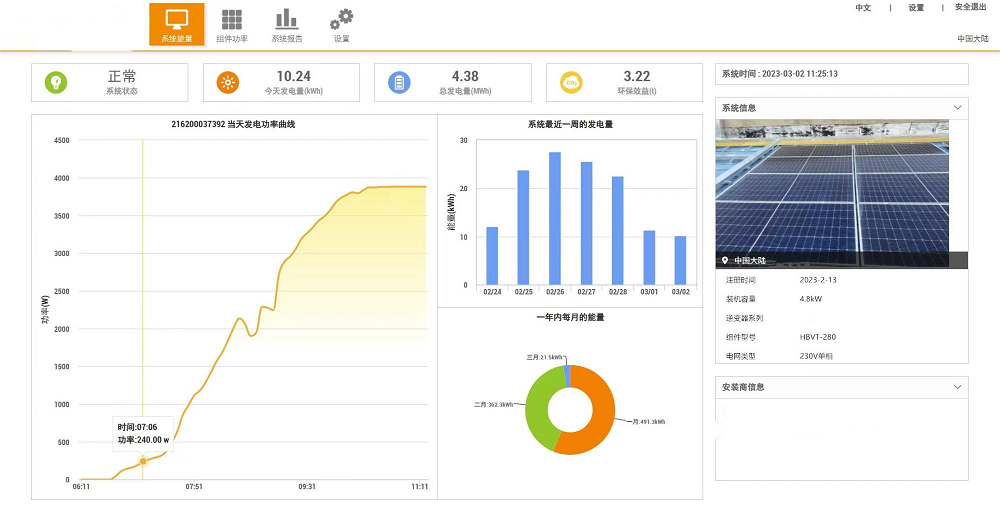 中文 | 设置 | 安全退出
系统能量 组件功率 系统报告 设置
中国大陆
正常
系统状态
10.24
今天发电量(kWh)
4.38
总发电量(MWh)
CO2
3.22
环保效益(t)
系统时间 : 2023-03-02 11:25:13
216200037392 当天发电功率曲线
功率(W)
4500
4000
3500
3000
2500
2000
1500
1000
500
0
时间:07:06
功率:240.00 w
06:11 07:51 09:31 11:11
系统最近一周的发电量
能量(kWh)
30
20
10
0
02/24 02/25 02/26 02/27 02/28 03/01 03/02
一年内每月的能量
三月:21.5kWh
二月:362.3kWh
一月:491.3kWh
系统信息
中国大陆
注册时间 2023-2-13
装机容量 4.8kW
逆变器系列
组件型号 HBVT-280
电网类型 230V单相
安装商信息